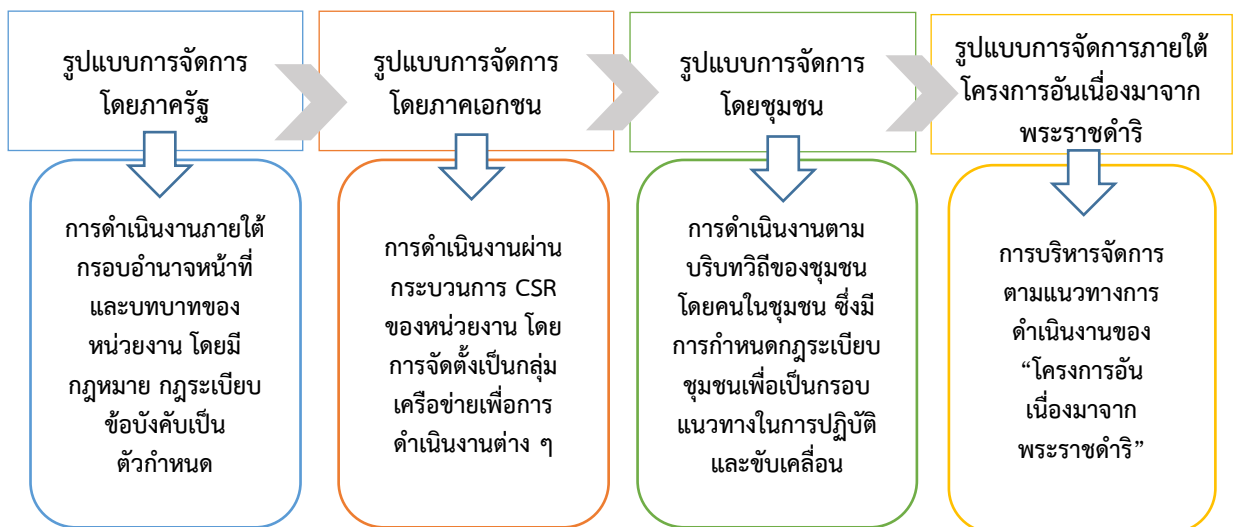 รูปแบบการจัดการ
โดยภาครัฐ
การดำเนินงานภายใต้
กรอบอำนาจหน้าที่
และบทบาทของ
หน่วยงาน โดยมี
กฎหมาย กฎระเบียบ
ข้อบังคับเป็น
ตัวกำหนด
รูปแบบการจัดการ
โดยภาคเอกชน
การดำเนินงานผ่าน
กระบวนการ CSR
ของหน่วยงาน โดย
การจัดตั้งเป็นกลุ่ม
เครือข่ายเพื่อการ
ดำเนินงานต่าง ๆ
รูปแบบการจัดการ
โดยชุมชน
การดำเนินงานตาม
บริบทวิถีของชุมชน
โดยคนในชุมชน ซึ่งมี
การกำหนดกฎระเบียบ
ชุมชนเพื่อเป็นกรอบ
แนวทางในการปฏิบัติ
และขับเคลื่อน
รูปแบบการจัดการภายใต้
โครงการอันเนื่องมาจาก
พระราชดำริ
การบริหารจัดการ
ตามแนวทางการ
ดำเนินงานของ
“โครงการอัน
เนื่องมาจาก
พระราชดำริ”